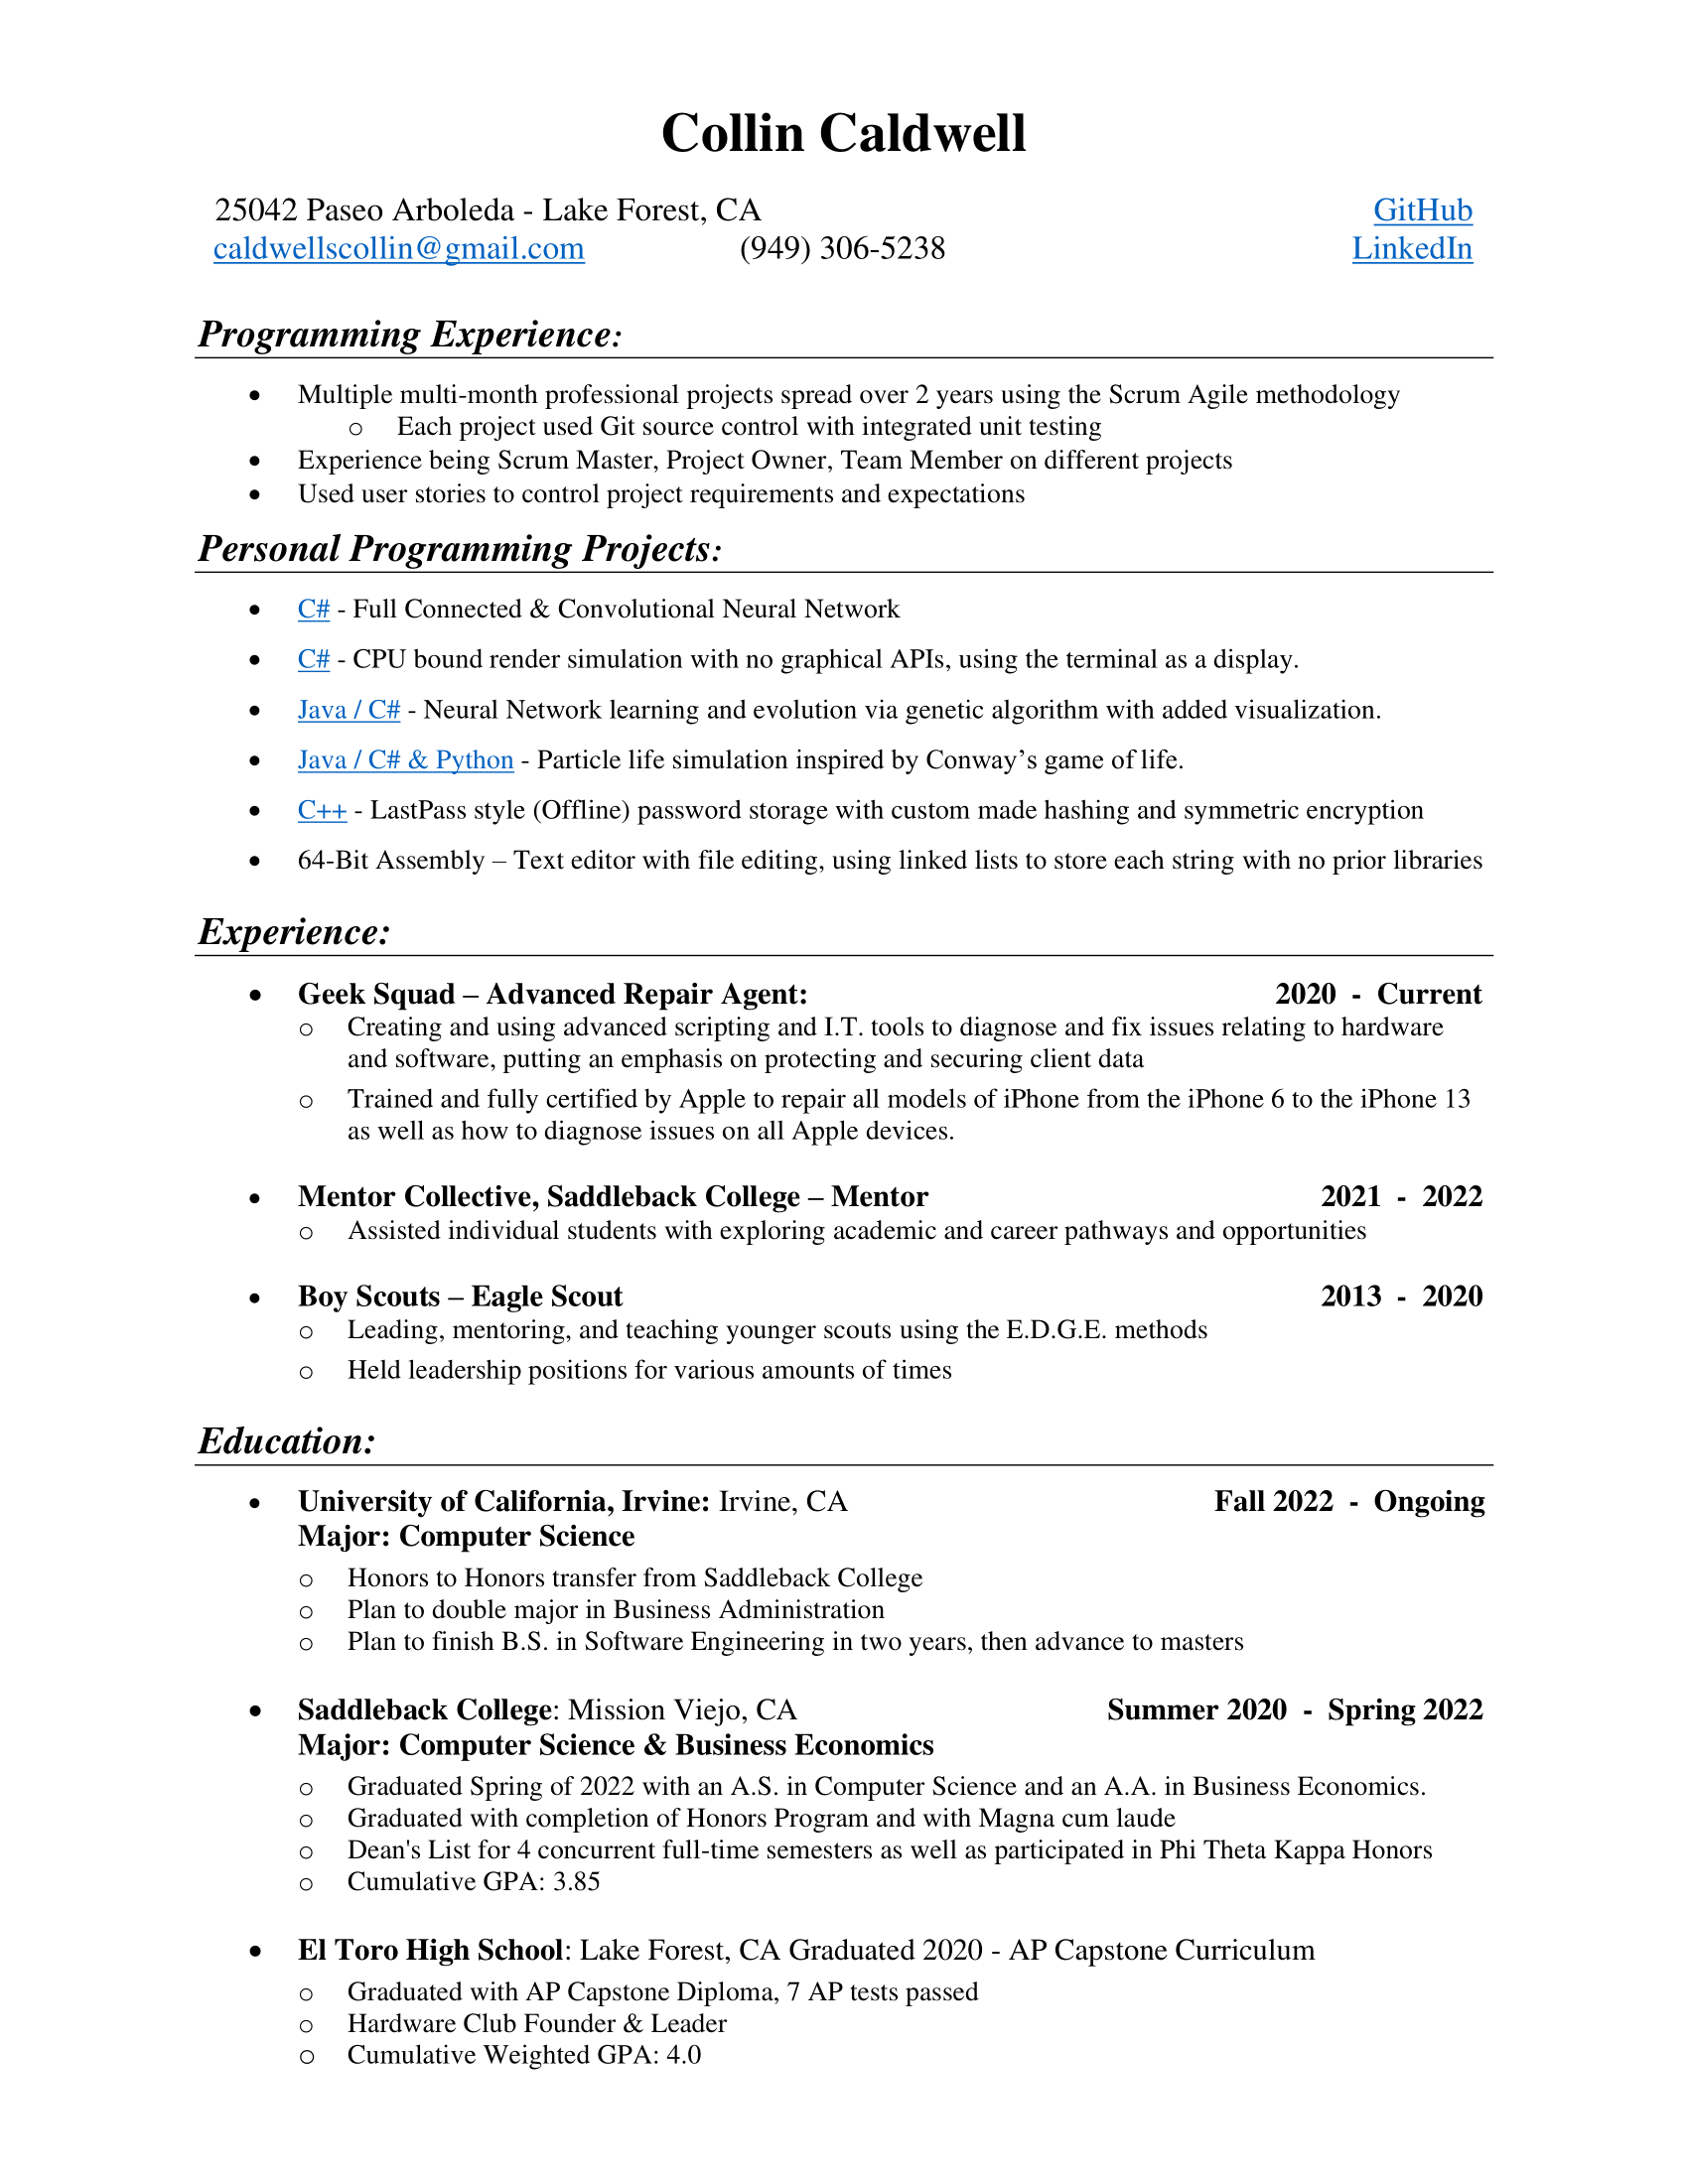 Collin Caldwell
25042 Paseo Arboleda - Lake Forest, CA GitHub
caldwellscollin@gmail.com (949) 306-5238 LinkedIn
Programming Experience:
• Multiple multi-month professional projects spread over 2 years using the Scrum Agile methodology
o Each project used Git source control with integrated unit testing
• Experience being Scrum Master, Project Owner, Team Member on different projects
• Used user stories to control project requirements and expectations
Personal Programming Projects:
• C# - Full Connected & Convolutional Neural Network
• C# - CPU bound render simulation with no graphical APIs, using the terminal as a display.
• Java / C# - Neural Network learning and evolution via genetic algorithm with added visualization.
• Java / C# & Python - Particle life simulation inspired by Conway’s game of life.
• C++ - LastPass style (Offline) password storage with custom made hashing and symmetric encryption
• 64-Bit Assembly – Text editor with file editing, using linked lists to store each string with no prior libraries
Experience:
• Geek Squad – Advanced Repair Agent: 2020 - Current
o Creating and using advanced scripting and I.T. tools to diagnose and fix issues relating to hardware
and software, putting an emphasis on protecting and securing client data
o Trained and fully certified by Apple to repair all models of iPhone from the iPhone 6 to the iPhone 13
as well as how to diagnose issues on all Apple devices.
• Mentor Collective, Saddleback College – Mentor 2021 - 2022
o Assisted individual students with exploring academic and career pathways and opportunities
• Boy Scouts – Eagle Scout 2013 - 2020
o Leading, mentoring, and teaching younger scouts using the E.D.G.E. methods
o Held leadership positions for various amounts of times
Education:
• University of California, Irvine: Irvine, CA Fall 2022 - Ongoing
Major: Computer Science
o Honors to Honors transfer from Saddleback College
o Plan to double major in Business Administration
o Plan to finish B.S. in Software Engineering in two years, then advance to masters
• Saddleback College: Mission Viejo, CA Summer 2020 - Spring 2022
Major: Computer Science & Business Economics
o Graduated Spring of 2022 with an A.S. in Computer Science and an A.A. in Business Economics.
o Graduated with completion of Honors Program and with Magna cum laude
o Dean's List for 4 concurrent full-time semesters as well as participated in Phi Theta Kappa Honors
o Cumulative GPA: 3.85
• El Toro High School: Lake Forest, CA Graduated 2020 - AP Capstone Curriculum
o Graduated with AP Capstone Diploma, 7 AP tests passed
o Hardware Club Founder & Leader
o Cumulative Weighted GPA: 4.0